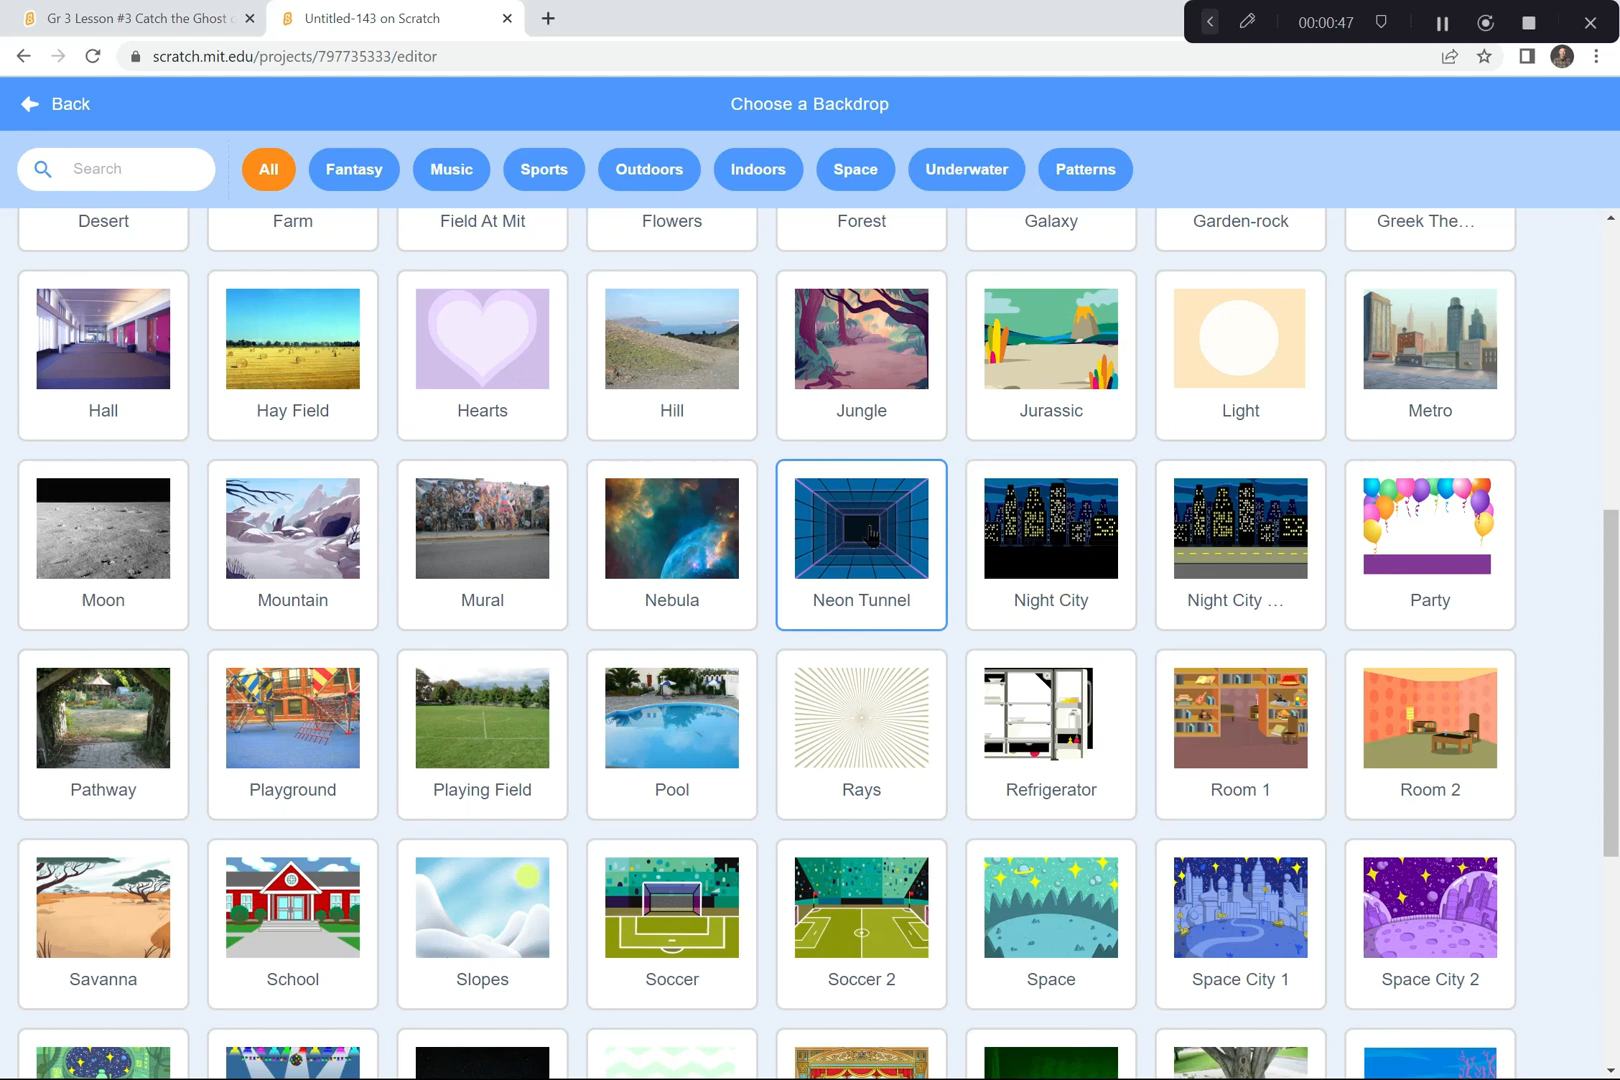 Gr 3 Lesson #3 Catch the Ghost
Untitled-143 on Scratch
00:00:47
scratch.mit.edu/projects/797735333/editor
Back
Choose a Backdrop
Search
All
Fantasy
Music
Sports
Outdoors
Indoors
Space
Underwater
Patterns
Desert
Farm
Field At Mit
Flowers
Forest
Galaxy
Garden-rock
Greek The...
Hall
Hay Field
Hearts
Hill
Jungle
Jurassic
Light
Metro
Moon
Mountain
Mural
Nebula
Neon Tunnel
Night City
Night City ...
Party
Pathway
Playground
Playing Field
Pool
Rays
Refrigerator
Room 1
Room 2
Savanna
School
Slopes
Soccer
Soccer 2
Space
Space City 1
Space City 2